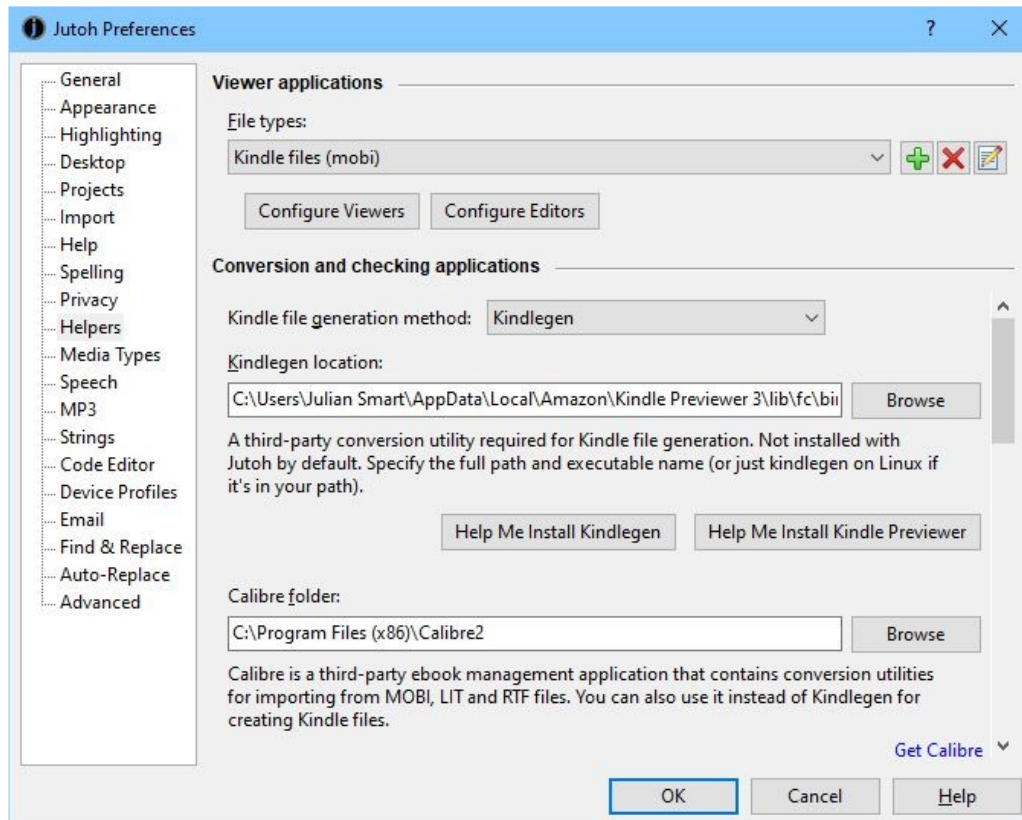 Jutoh Preferences
?
General
Appearance
Highlighting
Desktop
Projects
Import
Help
Spelling
Privacy
Helpers
Media Types
Speech
MP3
Strings
Code Editor
Device Profiles
Email
Find & Replace
Auto-Replace
Advanced
Viewer applications
File types:
Kindle files (mobi)
Configure Viewers
Configure Editors
Conversion and checking applications
Kindle file generation method:
Kindlegen
Kindlegen location:
C:\Users\Julian Smart\AppData\Local\Amazon\Kindle Previewer 3\lib\fc\bin
Browse
A third-party conversion utility required for Kindle file generation. Not installed with
Jutoh by default. Specify the full path and executable name (or just kindlegen on Linux if
it's in your path).
Help Me Install Kindlegen
Help Me Install Kindle Previewer
Calibre folder:
C:\Program Files (x86)\Calibre2
Browse
Calibre is a third-party ebook management application that contains conversion utilities
for importing from MOBI, LIT and RTF files. You can also use it instead of Kindlegen for
creating Kindle files.
Get Calibre
OK
Cancel
Help